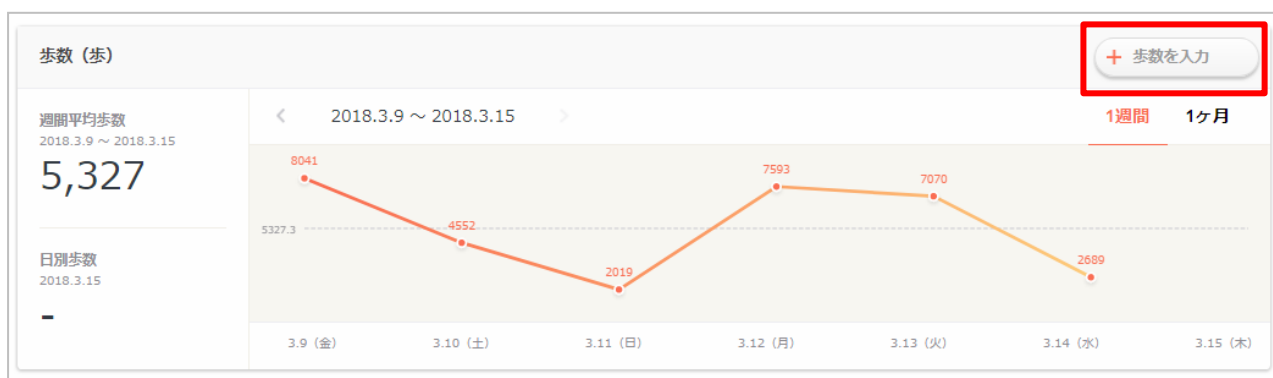 歩数（歩）
+ 歩数を入力
週間平均歩数
2018.3.9 ～ 2018.3.15
5,327
日別歩数
2018.3.15
-
< 2018.3.9 ～ 2018.3.15 >
1週間 1ヶ月
8041
4552
2019
7593
7070
2689
5327.3
3.9（金） 3.10（土） 3.11（日） 3.12（月） 3.13（火） 3.14（水） 3.15（木）